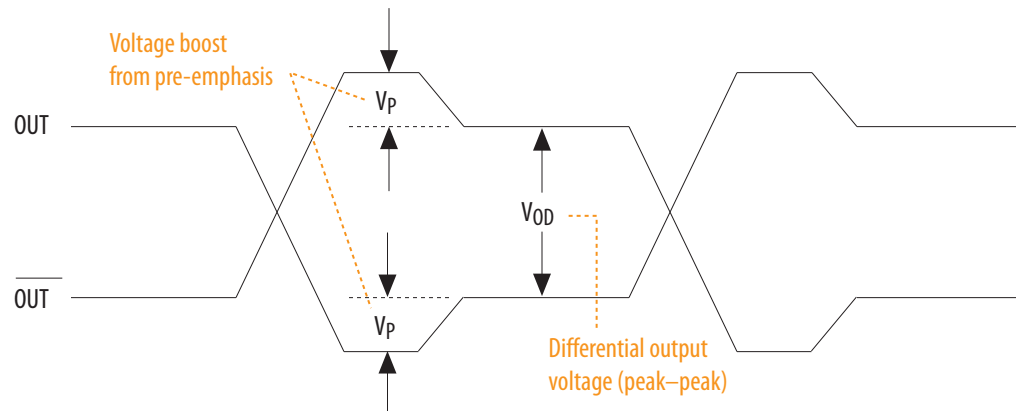 Voltage boost
from pre-emphasis
VP
OUT
VOD
OUT
VP
Differential output
voltage (peak–peak)